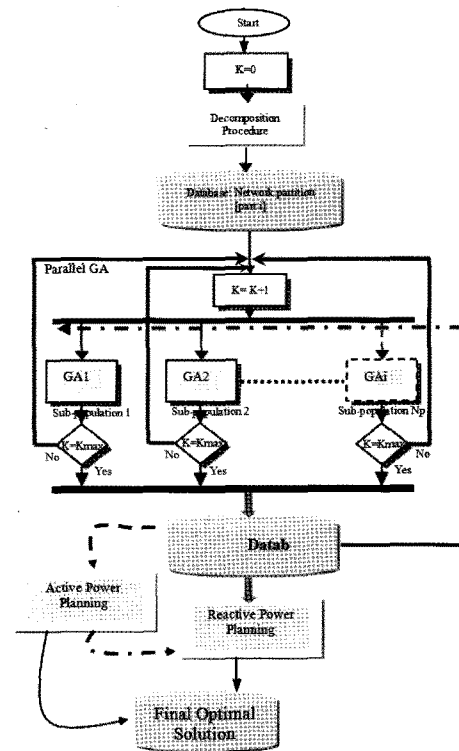 Start
K=0
Decomposition
Procedure
Database: Network partition
[part i]
Parallel GA
K= K+1
GA1
GA2
GAi
Sub-population 1
Sub-population 2
Sub-population Np
K=Kmax
K=Kmax
K=Kmax
No
Yes
No
Yes
Yes
No
Datab
Active Power
Planning
Reactive Power
Planning
Final Optimal
Solution